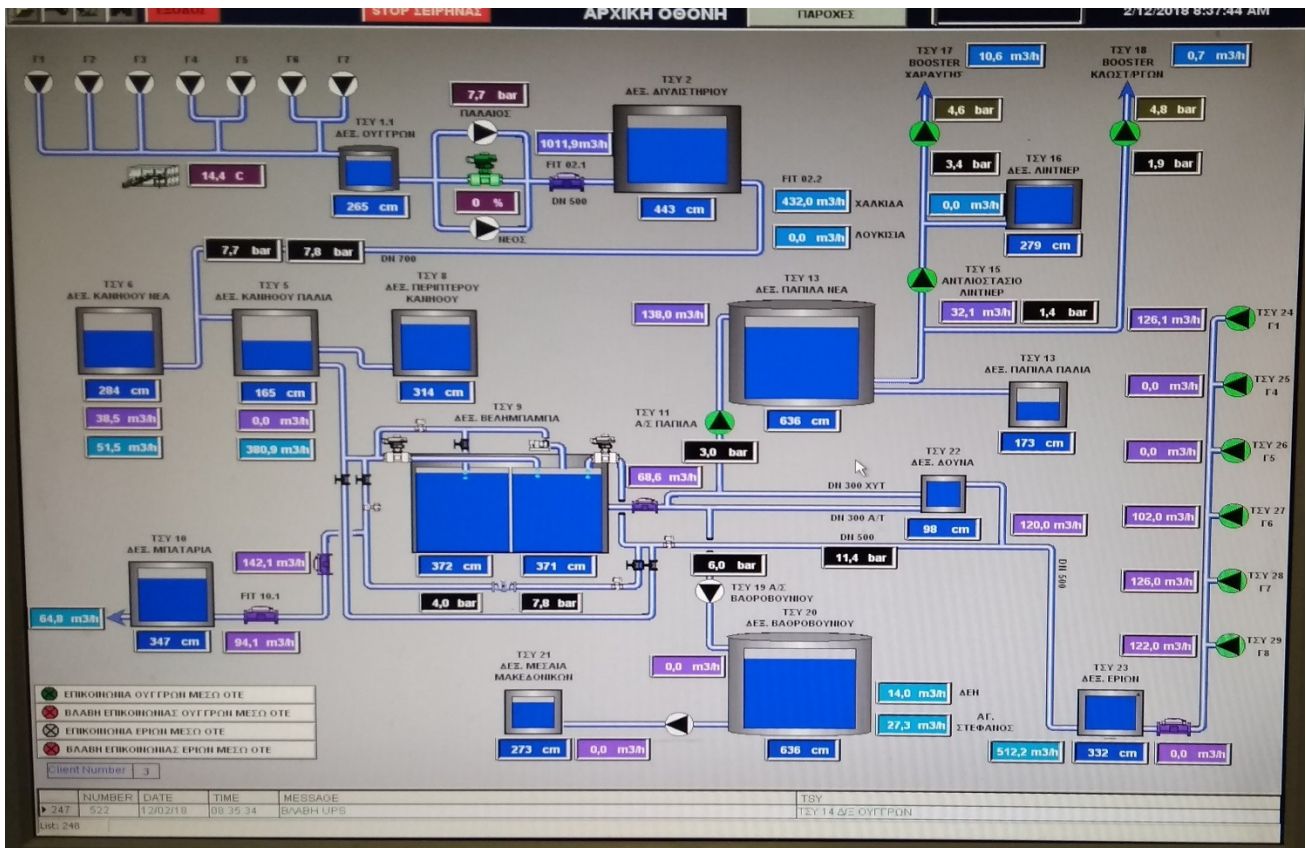 ΕΞΟΔΟΣ
STOP ΣΕΙΡΗΝΑΣ
ΑΡΧΙΚΗ ΟΘΟΝΗ
ΠΑΡΟΧΕΣ
2/12/2018 8:37:44 AM
Γ1 Γ2 Γ3 Γ4 Γ5 Γ6 Γ7
ΤΣΥ 1.1
ΔΕΞ. ΟΥΓΓΡΩΝ
265 cm
14,4 C
7,7 bar
ΠΑΛΑΙΟΣ
0 %
ΝΕΟΣ
1011,9m3/h
FIT 02.1
DN 500
ΤΣΥ 2
ΔΕΞ. ΔΙΥΛΙΣΤΗΡΙΟΥ
443 cm
FIT 02.2
432,0 m3/h ΧΑΛΚΙΔΑ
0,0 m3/h ΛΟΥΚΙΣΙΑ
ΤΣΥ 17
BOOSTER
ΧΑΡΑΥΓΗΣ
10,6 m3/h
4,6 bar
3,4 bar
ΤΣΥ 18
BOOSTER
ΚΛΩΣΤ/ΡΓΩΝ
0,7 m3/h
4,8 bar
1,9 bar
ΤΣΥ 16
ΔΕΞ. ΛΙΝΤΝΕΡ
0,0 m3/h
279 cm
ΤΣΥ 15
ΑΝΤΛΙΟΣΤΑΣΙΟ
ΛΙΝΤΝΕΡ
32,1 m3/h
1,4 bar
7,7 bar
7,8 bar
DN 700
ΤΣΥ 6
ΔΕΞ. ΚΑΝΗΘΟΥ ΝΕΑ
284 cm
38,5 m3/h
51,5 m3/h
ΤΣΥ 5
ΔΕΞ. ΚΑΝΗΘΟΥ ΠΑΛΙΑ
165 cm
0,0 m3/h
380,9 m3/h
ΤΣΥ 8
ΔΕΞ. ΠΕΡΙΠΤΕΡΟΥ
ΚΑΝΗΘΟΥ
314 cm
ΤΣΥ 13
ΔΕΞ. ΠΑΠΙΛΑ ΝΕΑ
138,0 m3/h
636 cm
ΤΣΥ 13
ΔΕΞ. ΠΑΠΙΛΑ ΠΑΛΙΑ
173 cm
ΤΣΥ 11
Α/Σ ΠΑΠΙΛΑ
3,0 bar
ΤΣΥ 9
ΔΕΞ. ΒΕΛΗΜΠΑΜΠΑ
372 cm
371 cm
68,6 m3/h
4,0 bar
7,8 bar
ΤΣΥ 22
ΔΕΞ. ΔΟΥΝΑ
98 cm
DN 300 ΧΥΤ
DN 300 Α/Τ
DN 500
11,4 bar
120,0 m3/h
DN 500
126,1 m3/h
ΤΣΥ 24
Γ1
0,0 m3/h
ΤΣΥ 25
Γ4
0,0 m3/h
ΤΣΥ 26
Γ5
102,0 m3/h
ΤΣΥ 27
Γ6
126,0 m3/h
ΤΣΥ 28
Γ7
122,0 m3/h
ΤΣΥ 29
Γ8
ΤΣΥ 10
ΔΕΞ. ΜΠΑΤΑΡΙΑ
142,1 m3/h
FIT 10.1
64,8 m3/h
347 cm
94,1 m3/h
6,0 bar
ΤΣΥ 19 Α/Σ
ΒΑΟΡΟΒΟΥΝΙΟΥ
ΤΣΥ 20
ΔΕΞ. ΒΑΟΡΟΒΟΥΝΙΟΥ
0,0 m3/h
636 cm
14,0 m3/h ΔΕΗ
27,3 m3/h ΑΓ.
ΣΤΕΦΑΝΟΣ
ΤΣΥ 21
ΔΕΞ. ΜΕΣΑΙΑ
ΜΑΚΕΔΟΝΙΚΩΝ
273 cm
0,0 m3/h
ΤΣΥ 23
ΔΕΞ. ΕΡΙΩΝ
512,2 m3/h
332 cm
0,0 m3/h
ΕΠΙΚΟΙΝΩΝΙΑ ΟΥΓΓΡΩΝ ΜΕΣΩ ΟΤΕ
ΒΛΑΒΗ ΕΠΙΚΟΙΝΩΝΙΑΣ ΟΥΓΓΡΩΝ ΜΕΣΩ ΟΤΕ
ΕΠΙΚΟΙΝΩΝΙΑ ΕΡΙΩΝ ΜΕΣΩ ΟΤΕ
ΒΛΑΒΗ ΕΠΙΚΟΙΝΩΝΙΑΣ ΕΡΙΩΝ ΜΕΣΩ ΟΤΕ
Client Number 3
NUMBER DATE TIME MESSAGE TSY
247 522 12/02/18 08:35:34 ΒΛΑΒΗ UPS ΤΣΥ 14 Δ/Ξ ΟΥΓΓΡΩΝ
List: 248